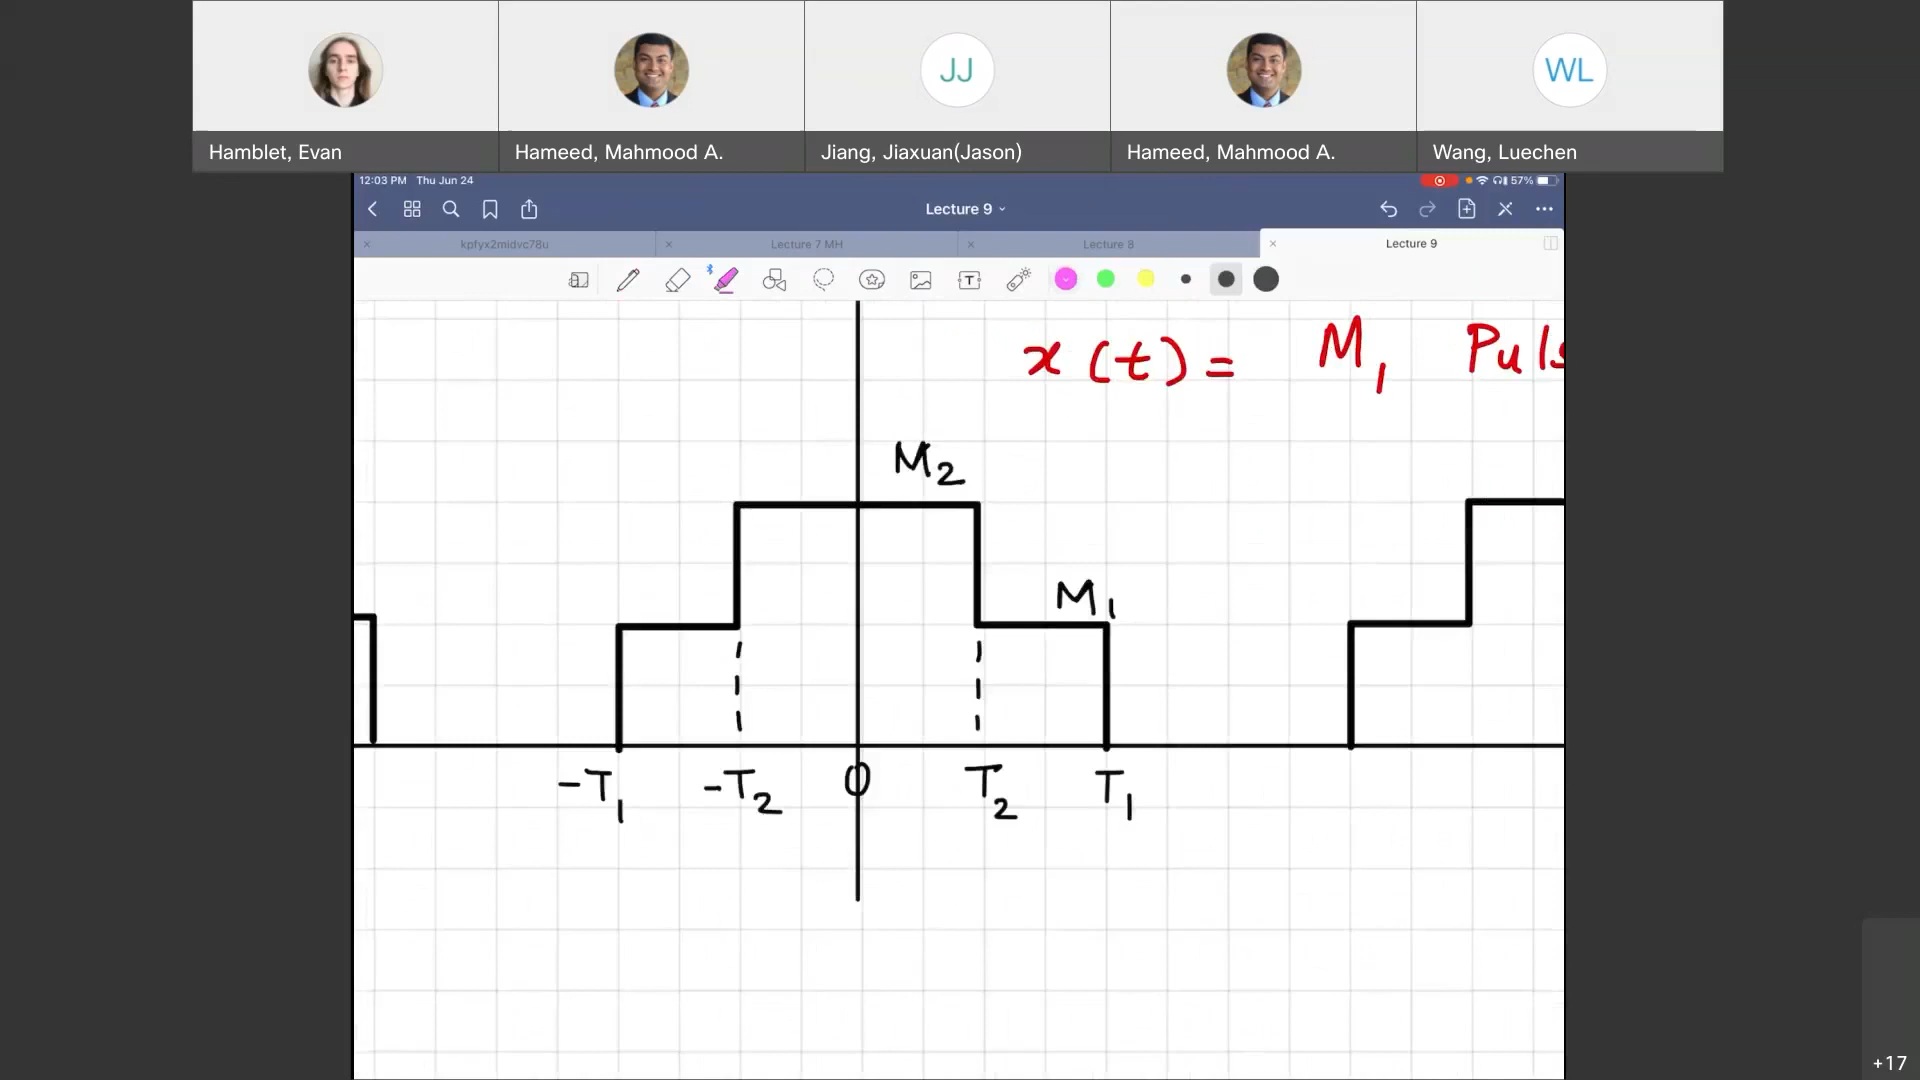 JJ
WL
Hamblet, Evan
Hameed, Mahmood A.
Jiang, Jiaxuan(Jason)
Hameed, Mahmood A.
Wang, Luechen
12:03 PM Thu Jun 24
57%
Lecture 9
kpfyx2midvc78u
Lecture 7 MH
Lecture 8
Lecture 9
x(t) = M₁ Puls
M₂
M₁
-T₁
-T₂
0
T₂
T₁
+17